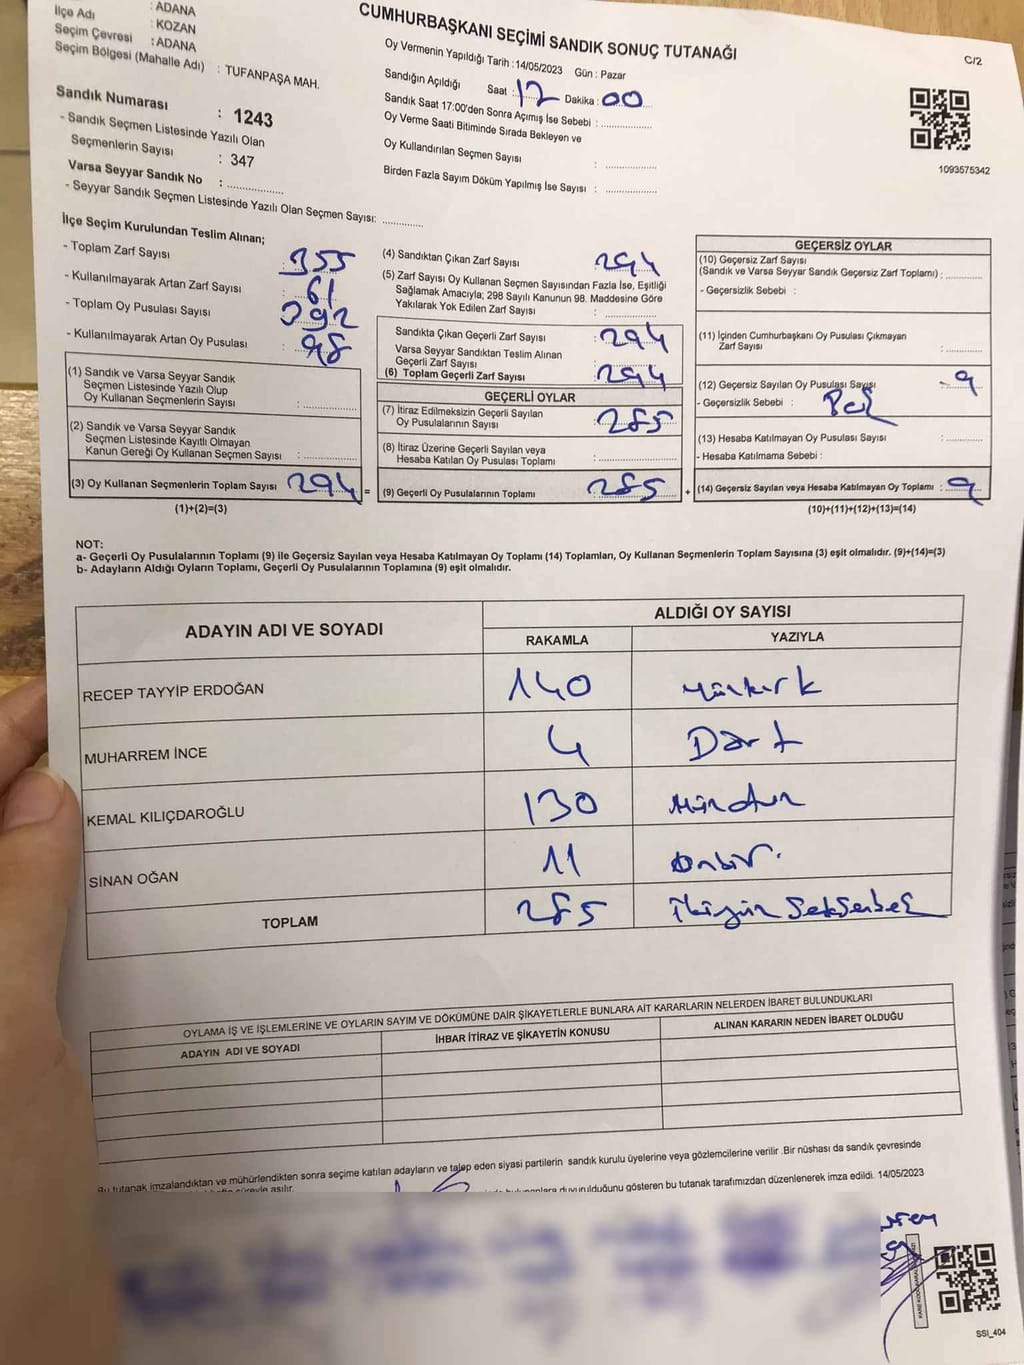 İlçe Adı : ADANA
: KOZAN
Seçim Çevresi : ADANA
Seçim Bölgesi (Mahalle Adı) : TUFANPAŞA MAH.
Sandık Numarası : 1243
- Sandık Seçmen Listesinde Yazılı Olan
Seçmenlerin Sayısı : 347
Varsa Seyyar Sandık No : ................
- Seyyar Sandık Seçmen Listesinde Yazılı Olan Seçmen Sayısı: ............
CUMHURBAŞKANI SEÇİMİ SANDIK SONUÇ TUTANAĞI
C/2
Oy Vermenin Yapıldığı Tarih : 14/05/2023 Gün : Pazar
Sandığın Açıldığı Saat : 17 Dakika : 00
Sandık Saat 17:00'den Sonra Açımış İse Sebebi : ................
Oy Verme Saati Bitiminde Sırada Bekleyen ve
Oy Kullandırılan Seçmen Sayısı : ................
Birden Fazla Sayım Döküm Yapılmış İse Sayısı : ................
1093575342
İlçe Seçim Kurulundan Teslim Alınan;
- Toplam Zarf Sayısı : 355
- Kullanılmayarak Artan Zarf Sayısı : 61
- Toplam Oy Pusulası Sayısı : 392
- Kullanılmayarak Artan Oy Pusulası : 98
(1) Sandık ve Varsa Seyyar Sandık
Seçmen Listesinde Yazılı Olup
Oy Kullanan Seçmenlerin Sayısı : ................
(2) Sandık ve Varsa Seyyar Sandık
Seçmen Listesinde Kayıtlı Olmayan
Kanun Gereği Oy Kullanan Seçmen Sayısı : ................
(3) Oy Kullanan Seçmenlerin Toplam Sayısı 294 =
(1)+(2)=(3)
(4) Sandıktan Çıkan Zarf Sayısı 294
(5) Zarf Sayısı Oy Kullanan Seçmen Sayısından Fazla İse, Eşitliği
Sağlamak Amacıyla; 298 Sayılı Kanunun 98. Maddesine Göre
Yakılarak Yok Edilen Zarf Sayısı : ................
Sandıkta Çıkan Geçerli Zarf Sayısı : 294
Varsa Seyyar Sandıktan Teslim Alınan
Geçerli Zarf Sayısı :
(6) Toplam Geçerli Zarf Sayısı : 294
GEÇERLİ OYLAR
(7) İtiraz Edilmeksizin Geçerli Sayılan
Oy Pusulalarının Sayısı : 285
(8) İtiraz Üzerine Geçerli Sayılan veya
Hesaba Katılan Oy Pusulası Toplamı : ................
(9) Geçerli Oy Pusulalarının Toplamı : 285 +
GEÇERSİZ OYLAR
(10) Geçersiz Zarf Sayısı
(Sandık ve Varsa Seyyar Sandık Geçersiz Zarf Toplamı) : ............
- Geçersizlik Sebebi :
(11) İçinden Cumhurbaşkanı Oy Pusulası Çıkmayan
Zarf Sayısı : ............
(12) Geçersiz Sayılan Oy Pusulası Sayısı 9
- Geçersizlik Sebebi :
(13) Hesaba Katılmayan Oy Pusulası Sayısı : ............
- Hesaba Katılmama Sebebi :
(14) Geçersiz Sayılan veya Hesaba Katılmayan Oy Toplamı : 9
(10)+(11)+(12)+(13)=(14)
NOT:
a- Geçerli Oy Pusulalarının Toplamı (9) ile Geçersiz Sayılan veya Hesaba Katılmayan Oy Toplamı (14) Toplamları, Oy Kullanan Seçmenlerin Toplam Sayısına (3) eşit olmalıdır. (9)+(14)=(3)
b- Adayların Aldığı Oyların Toplamı, Geçerli Oy Pusulalarının Toplamına (9) eşit olmalıdır.
ADAYIN ADI VE SOYADI ALDIĞI OY SAYISI
RAKAMLA YAZIYLA
RECEP TAYYİP ERDOĞAN 140 Yüzkırk
MUHARREM İNCE 4 Dört
KEMAL KILIÇDAROĞLU 130 Yüzotuz
SİNAN OĞAN 11 Onbir.
TOPLAM 285 İkiyüz Seksenbeş
OYLAMA İŞ VE İŞLEMLERİNE VE OYLARIN SAYIM VE DÖKÜMÜNE DAİR ŞİKAYETLERLE BUNLARA AİT KARARLARIN NELERDEN İBARET BULUNDUKLARI
ADAYIN ADI VE SOYADI İHBAR İTİRAZ VE ŞİKAYETİN KONUSU ALINAN KARARIN NEDEN İBARET OLDUĞU
Bu tutanak imzalandıktan ve mühürlendikten sonra seçime katılan adayların ve talep eden siyasi partilerin sandık kurulu üyelerine veya gözlemcilerine verilir .Bir nüshası da sandık çevresinde
duyurulduğunu gösteren bu tutanak tarafımızdan düzenlenerek imza edildi. 14/05/2023
SSI_404